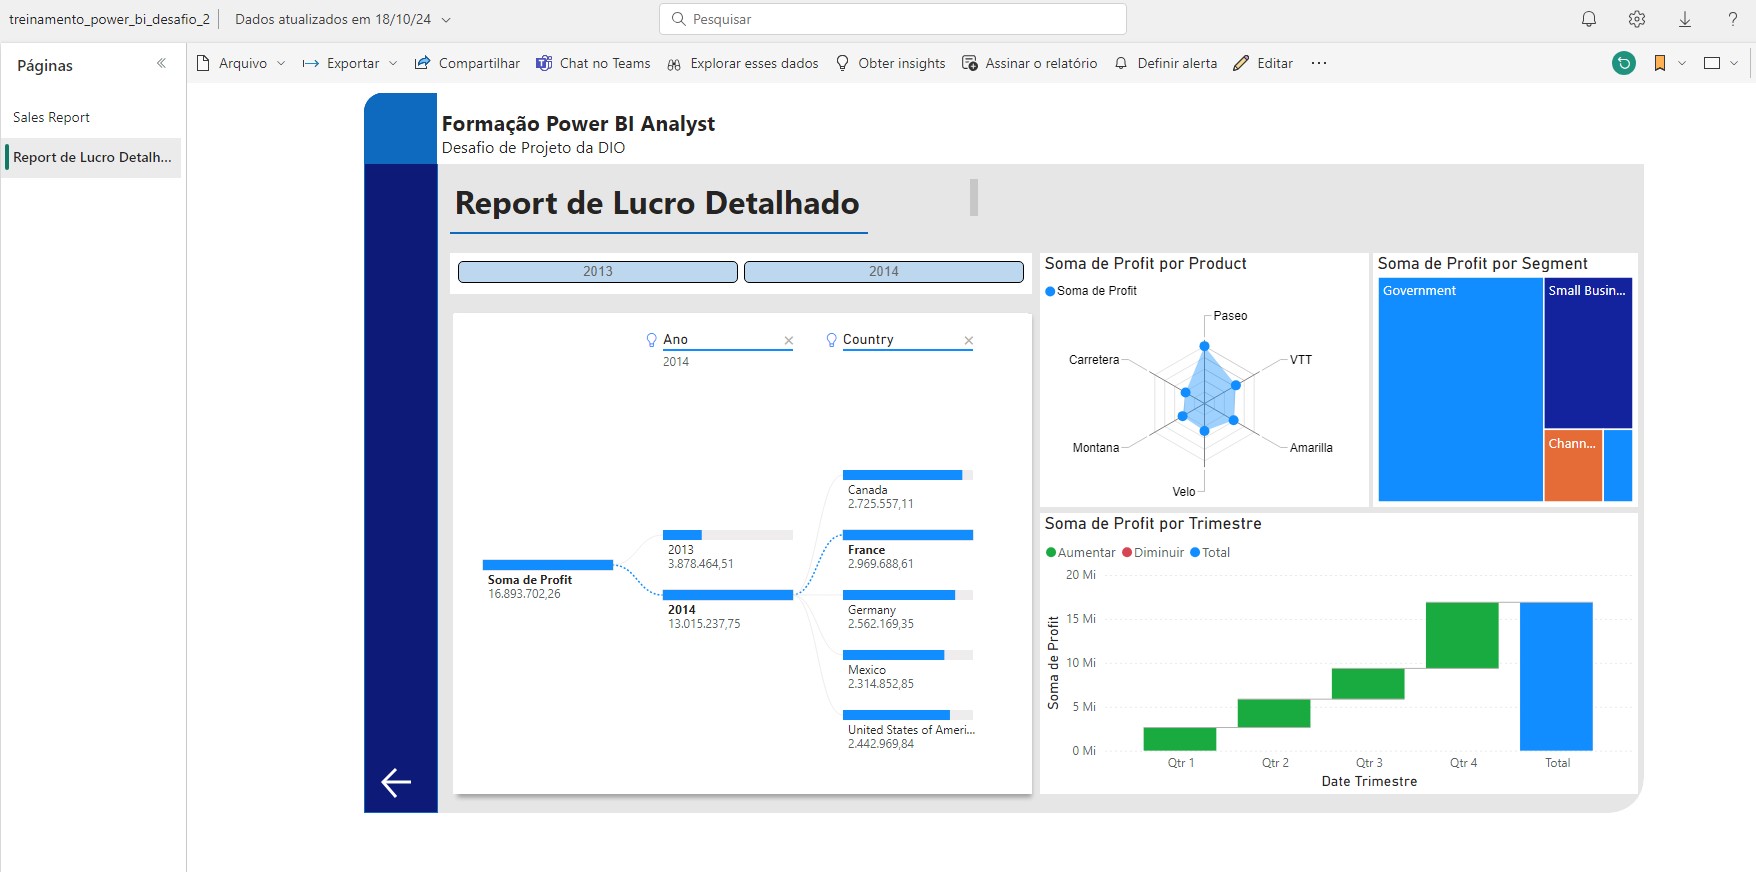 treinamento_power_bi_desafio_2
Dados atualizados em 18/10/24
Pesquisar
?
Páginas
Sales Report
Report de Lucro Detalh...
Arquivo
Exportar
Compartilhar
Chat no Teams
Explorar esses dados
Obter insights
Assinar o relatório
Definir alerta
Editar
Formação Power BI Analyst
Desafio de Projeto da DIO
Report de Lucro Detalhado
2013
2014
Ano
2014
Country
Soma de Profit
16.893.702,26
2013
3.878.464,51
2014
13.015.237,75
Canada
2.725.557,11
France
2.969.688,61
Germany
2.562.169,35
Mexico
2.314.852,85
United States of Ameri...
2.442.969,84
Soma de Profit por Product
Soma de Profit
Paseo
VTT
Amarilla
Velo
Montana
Carretera
Soma de Profit por Segment
Government
Small Busin...
Chann...
Soma de Profit por Trimestre
Aumentar
Diminuir
Total
Soma de Profit
20 Mi
15 Mi
10 Mi
5 Mi
0 Mi
Qtr 1
Qtr 2
Qtr 3
Qtr 4
Total
Date Trimestre